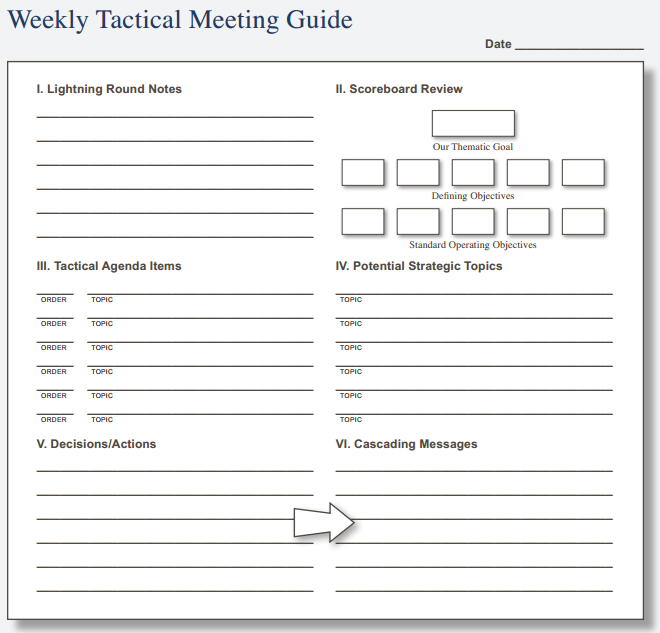 Weekly Tactical Meeting Guide
Date
I. Lightning Round Notes
II. Scoreboard Review
Our Thematic Goal
Defining Objectives
Standard Operating Objectives
III. Tactical Agenda Items
ORDER TOPIC
ORDER TOPIC
ORDER TOPIC
ORDER TOPIC
ORDER TOPIC
ORDER TOPIC
IV. Potential Strategic Topics
TOPIC
TOPIC
TOPIC
TOPIC
TOPIC
TOPIC
V. Decisions/Actions
VI. Cascading Messages